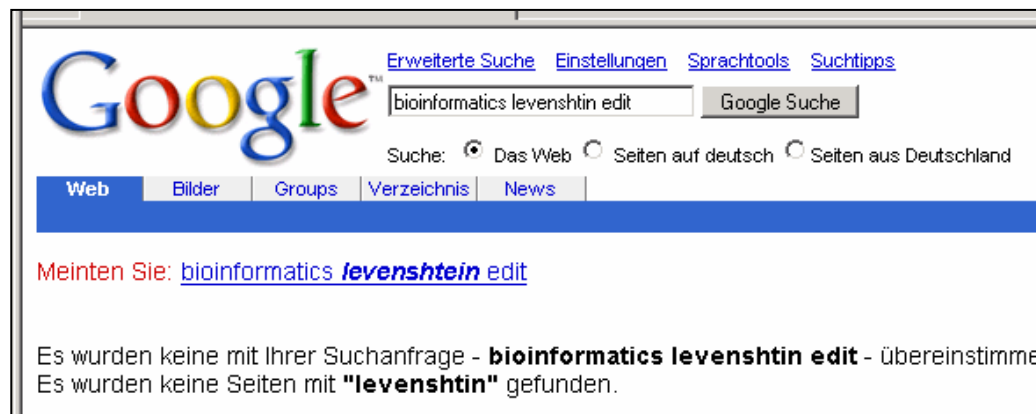 Google™
Erweiterte Suche Einstellungen Sprachtools Suchtipps
bioinformatics levenshtin edit Google Suche
Suche: Das Web Seiten auf deutsch Seiten aus Deutschland
Web Bilder Groups Verzeichnis News
Meinten Sie: bioinformatics levenshtein edit
Es wurden keine mit Ihrer Suchanfrage - bioinformatics levenshtin edit - übereinstimme
Es wurden keine Seiten mit "levenshtin" gefunden.